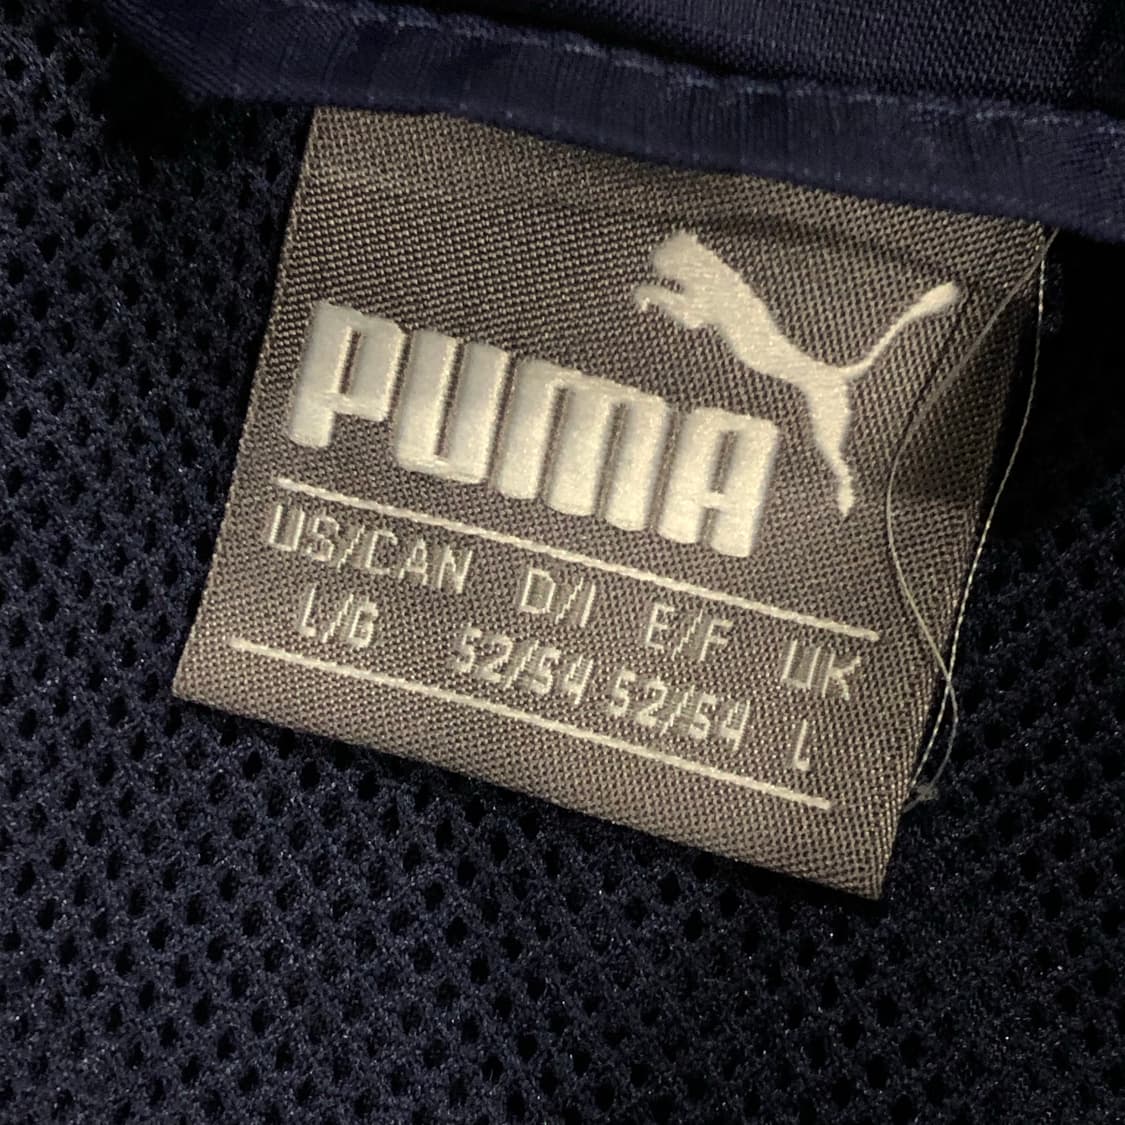 PUMA
US/CAN D/I E/F UK
L/G 52/54 52/54 L